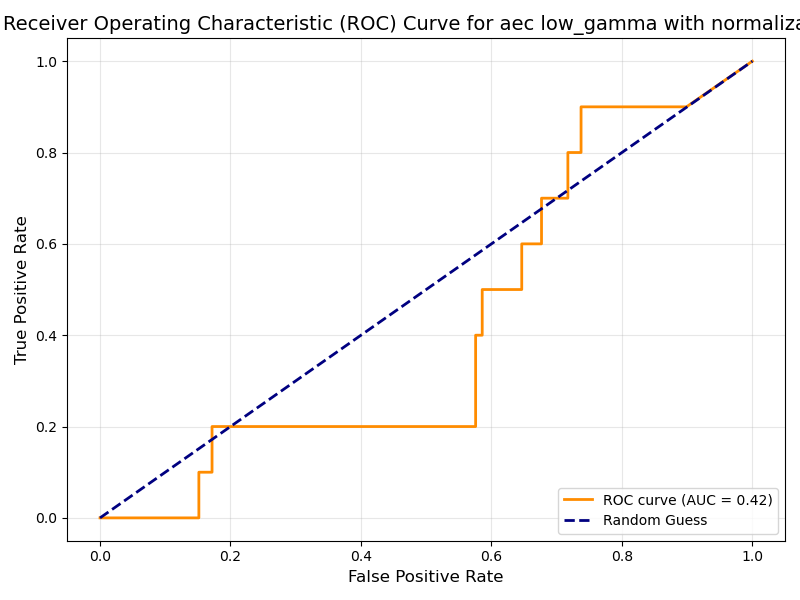 Receiver Operating Characteristic (ROC) Curve for aec low_gamma with normaliza
1.0
0.8
0.6
0.4
0.2
0.0
True Positive Rate
ROC curve (AUC = 0.42)
Random Guess
0.0 0.2 0.4 0.6 0.8 1.0
False Positive Rate